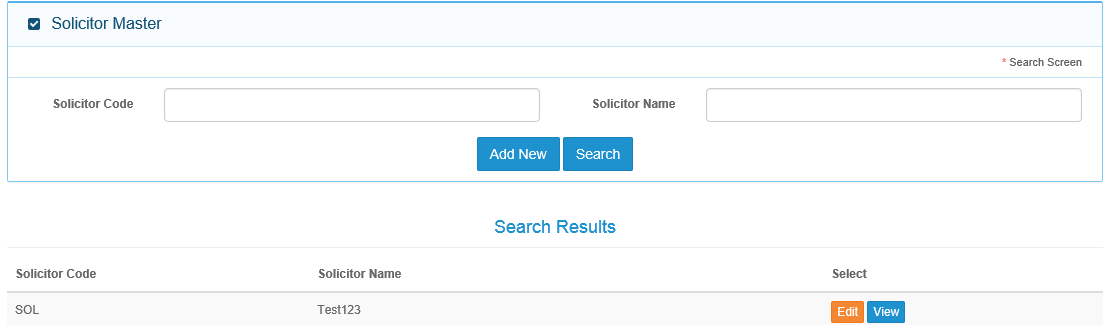 Solicitor Master
* Search Screen
Solicitor Code Solicitor Name
Add New Search
Search Results
Solicitor Code Solicitor Name Select
SOL Test123 Edit View